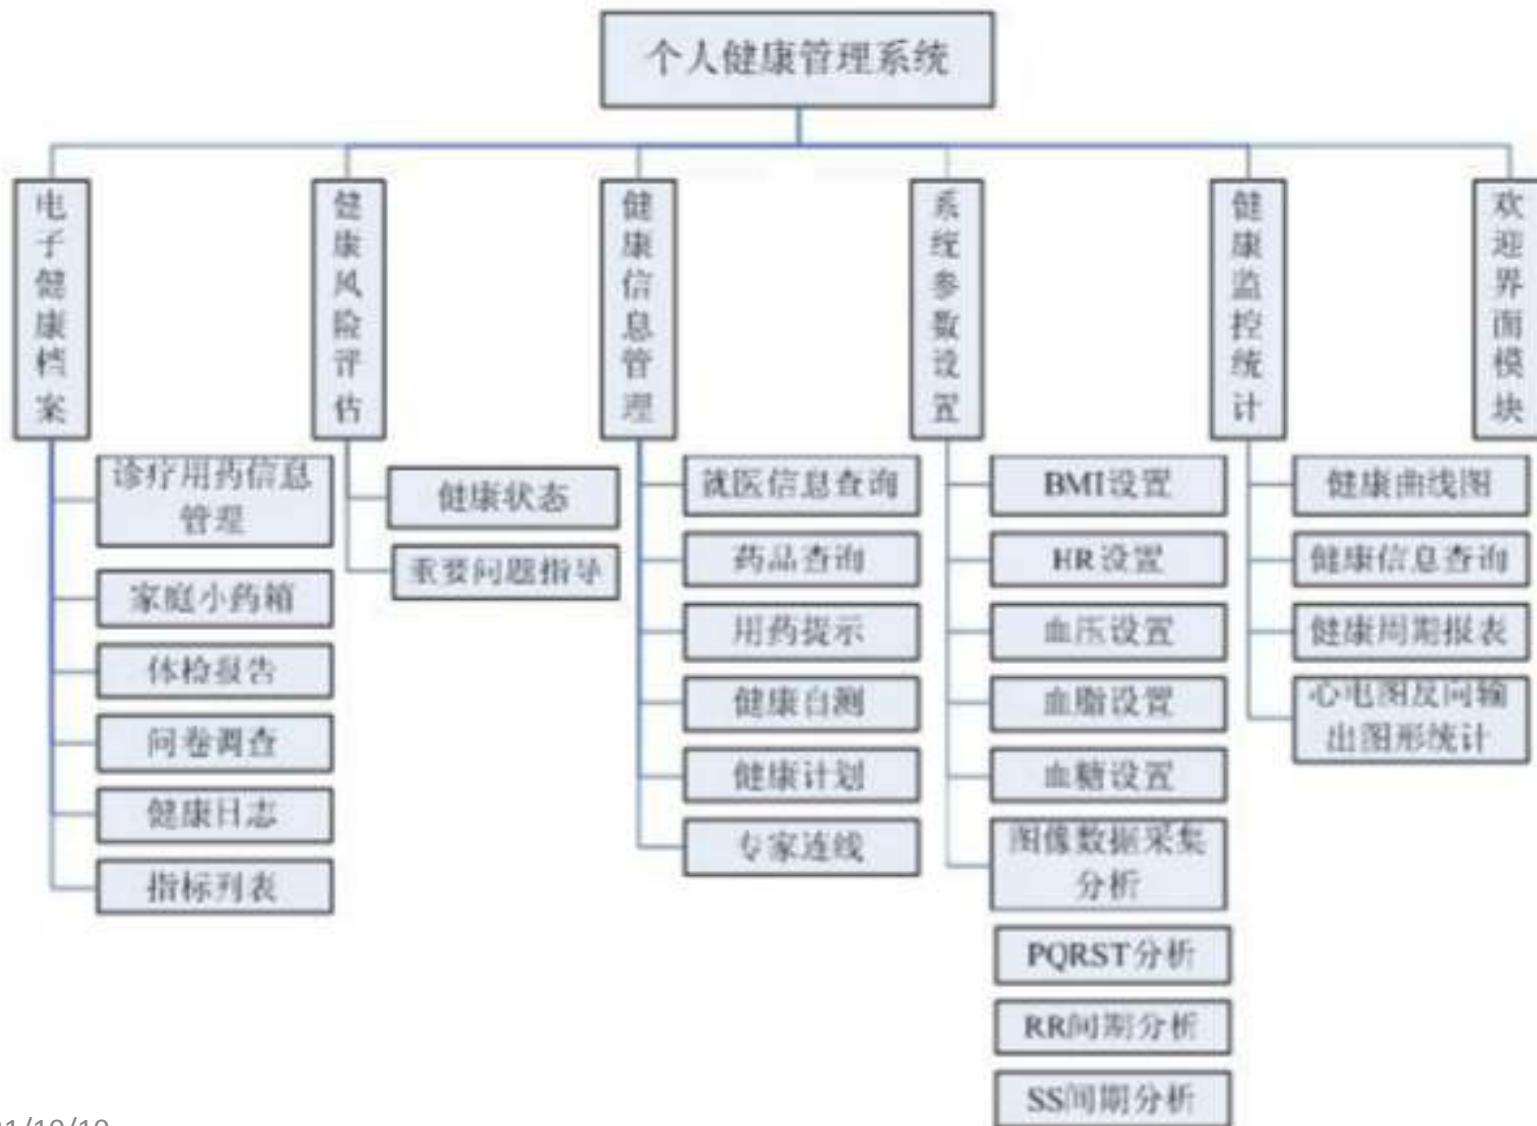 个人健康管理系统
电子健康档案
健康风险评估
健康信息管理
系统参数设置
健康监控统计
欢迎界面模块
诊疗用药信息
管理
家庭小药箱
体检报告
问卷调查
健康日志
指标列表
健康状态
重要问题指导
就医信息查询
药品查询
用药提示
健康自测
健康计划
专家连线
BMI设置
HR设置
血压设置
血脂设置
血糖设置
图像数据采集
分析
PQRST分析
RR间期分析
SS间期分析
健康曲线图
健康信息查询
健康周期报表
心电图反向输
出图形统计